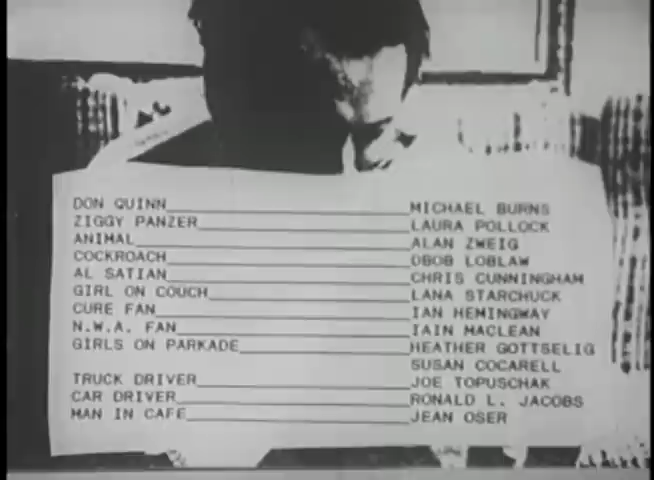 DON QUINN MICHAEL BURNS
ZIGGY PANZER LAURA POLLOCK
ANIMAL ALAN ZWEIG
COCKROACH OBOB LOBLAW
AL SATIAN CHRIS CUNNINGHAM
GIRL ON COUCH LANA STARCHUCK
CURE FAN IAN HEMINGWAY
N.W.A. FAN IAIN MACLEAN
GIRLS ON PARKADE HEATHER GOTTSELIG
SUSAN COCARELL
TRUCK DRIVER JOE TOPUSCHAK
CAR DRIVER RONALD L. JACOBS
MAN IN CAFE JEAN OSER